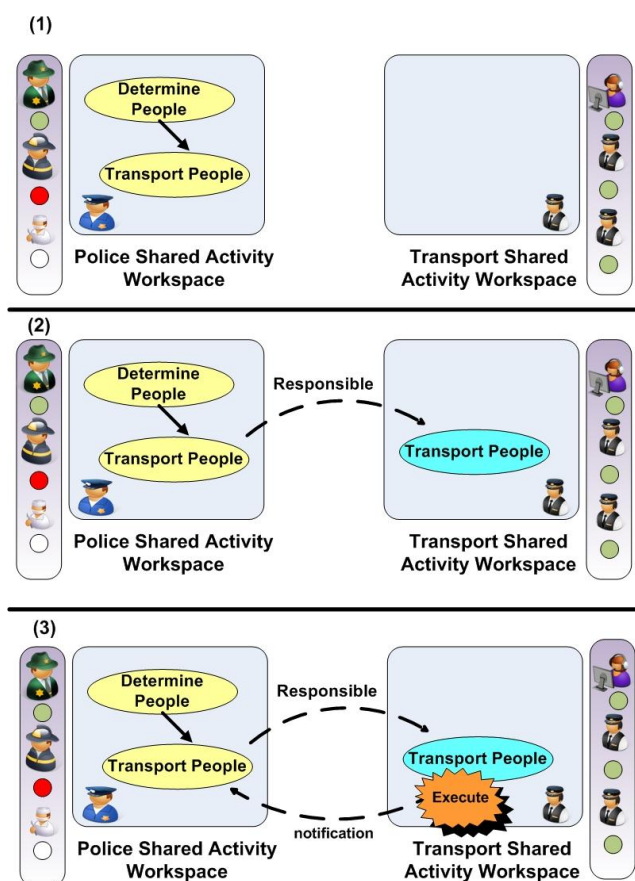 (1)
Determine
People
Transport People
Police Shared Activity
Workspace
Transport Shared
Activity Workspace
(2)
Determine
People
Transport People
Responsible
Transport People
Police Shared Activity
Workspace
Transport Shared
Activity Workspace
(3)
Determine
People
Transport People
Responsible
Transport People
Execute
notification
Police Shared Activity
Workspace
Transport Shared
Activity Workspace